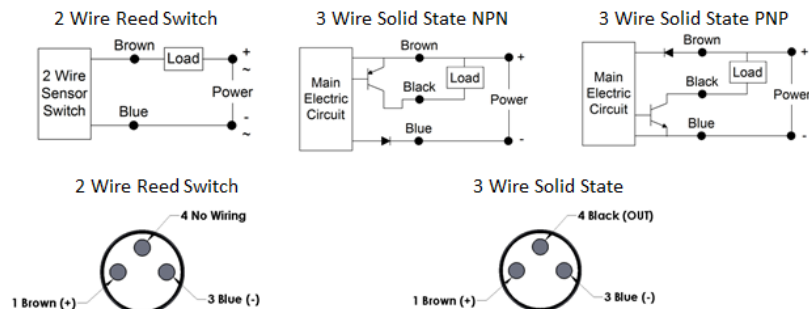 2 Wire Reed Switch
Brown
Load
+
~
2 Wire
Sensor
Switch
Power
Blue
-
~
3 Wire Solid State NPN
Brown
+
Main
Electric
Circuit
Black
Load
Power
Blue
-
3 Wire Solid State PNP
Brown
+
Main
Electric
Circuit
Black
Load
Power
Blue
-
2 Wire Reed Switch
4 No Wiring
1 Brown (+)
3 Blue (-)
3 Wire Solid State
4 Black (OUT)
1 Brown (+)
3 Blue (-)